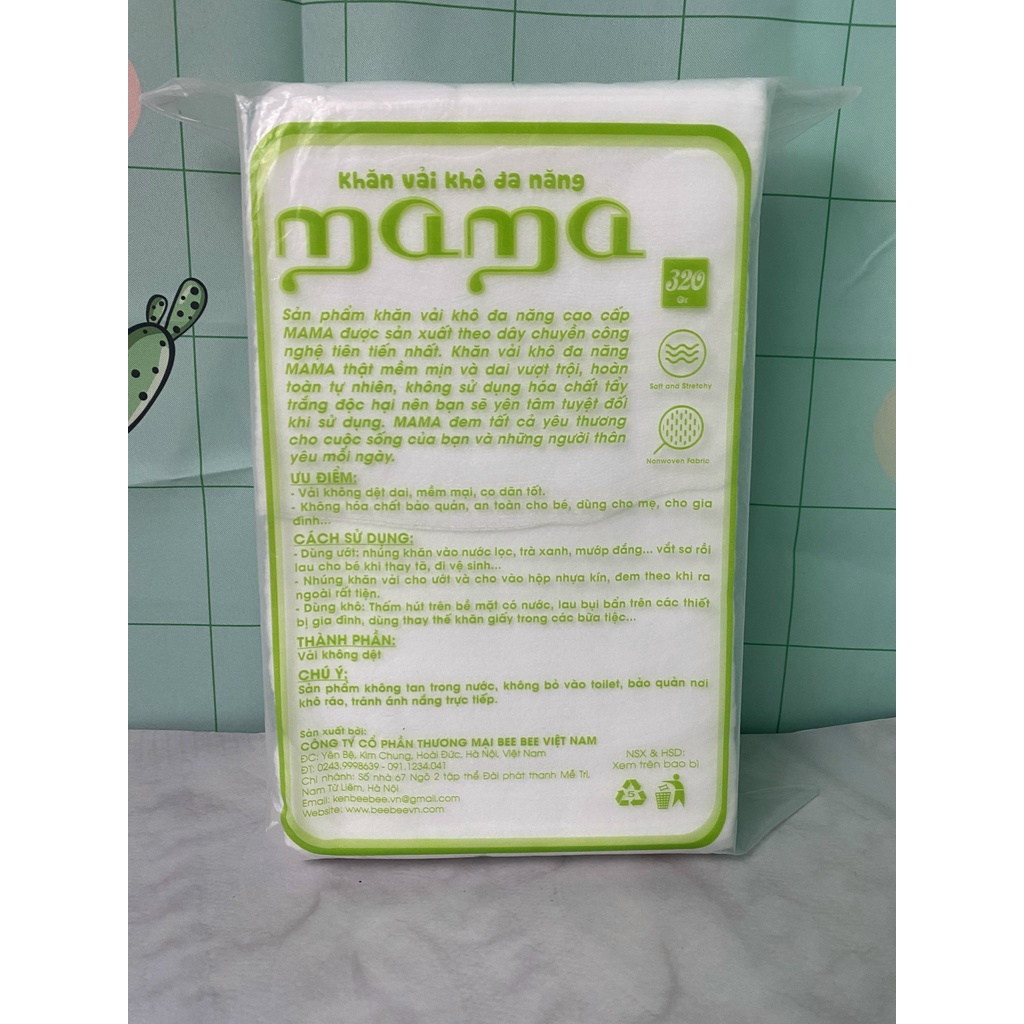 Khăn vải khô đa năng
mama
320
Gr
Sản phẩm khăn vải khô đa năng cao cấp
MAMA được sản xuất theo dây chuyền công
nghệ tiên tiến nhất. Khăn vải khô đa năng
MAMA thật mềm mịn và dai vượt trội, hoàn
toàn tự nhiên, không sử dụng hóa chất tẩy
trắng độc hại nên bạn sẽ yên tâm tuyệt đối
khi sử dụng. MAMA đem tất cả yêu thương
cho cuộc sống của bạn và những người thân
yêu mỗi ngày.
Soft and Stretchy
Nonwoven Fabric
ƯU ĐIỂM:
- Vải không dệt dai, mềm mại, co dãn tốt.
- Không hóa chất bảo quản, an toàn cho bé, dùng cho mẹ, cho gia
đình...
CÁCH SỬ DỤNG:
- Dùng ướt: nhúng khăn vào nước lọc, trà xanh, mướp đắng... vắt sơ rồi
lau cho bé khi thay tã, đi vệ sinh...
- Nhúng khăn vải cho ướt và cho vào hộp nhựa kín, đem theo khi ra
ngoài rất tiện.
- Dùng khô: Thấm hút trên bề mặt có nước, lau bụi bẩn trên các thiết
bị gia đình, dùng thay thế khăn giấy trong các bữa tiệc...
THÀNH PHẦN:
Vải không dệt
CHÚ Ý:
Sản phẩm không tan trong nước, không bỏ vào toilet, bảo quản nơi
khô ráo, tránh ánh nắng trực tiếp.
Sản xuất bởi:
CÔNG TY CỔ PHẦN THƯƠNG MẠI BEE BEE VIỆT NAM
ĐC: Yên Bệ, Kim Chung, Hoài Đức, Hà Nội, Việt Nam
ĐT: 0243.9998639 - 091.1234.041
Chi nhánh: Số nhà 67 Ngõ 2 tập thể Đài phát thanh Mễ Trì,
Nam Từ Liêm, Hà Nội
Email: kenbeebee.vn@gmail.com
Website: www.beebeevn.com
NSX & HSD:
Xem trên bao bì
5